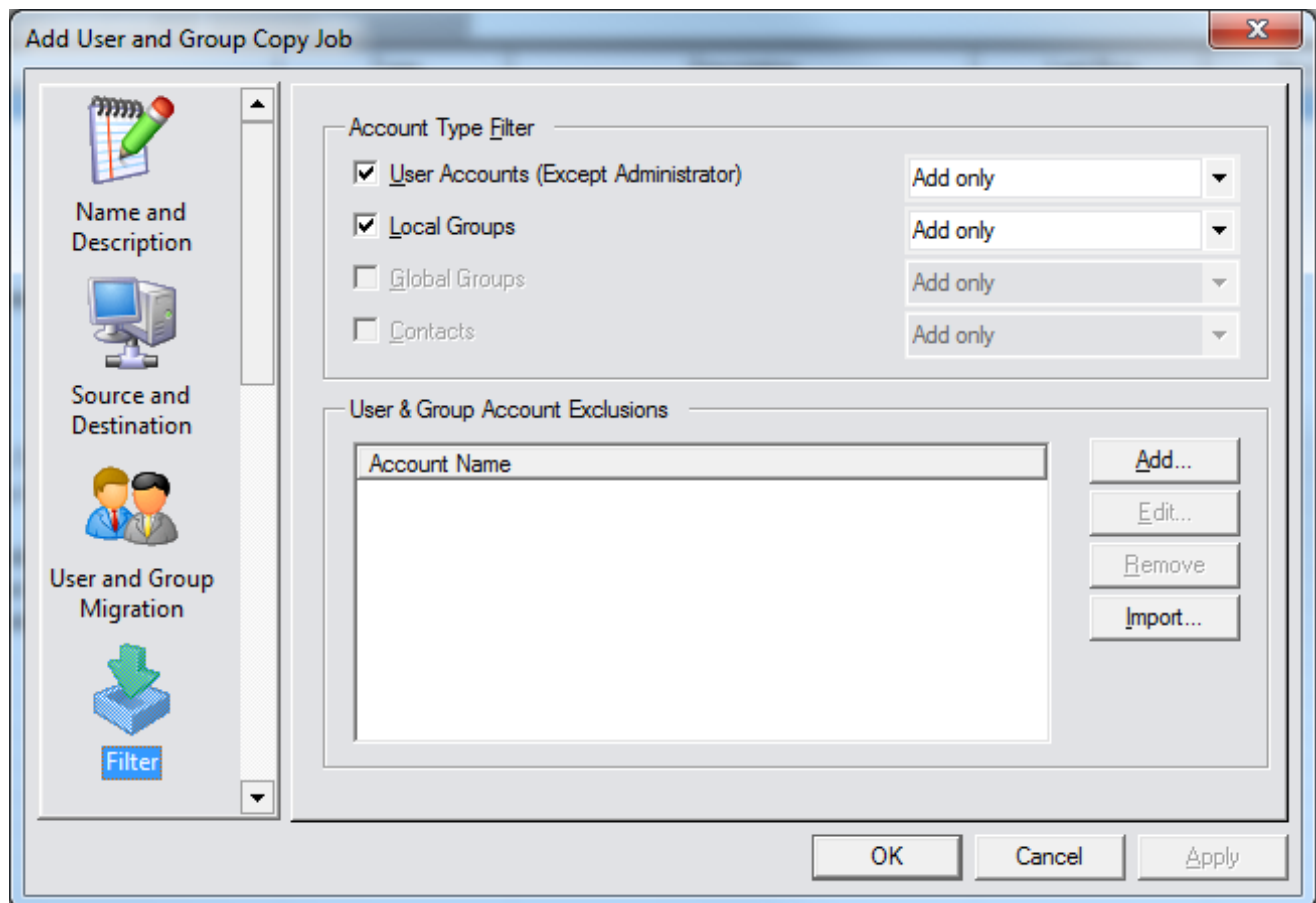 Add User and Group Copy Job
Name and
Description
Source and
Destination
User and Group
Migration
Filter
Account Type Filter
User Accounts (Except Administrator) Add only
Local Groups Add only
Global Groups Add only
Contacts Add only
User & Group Account Exclusions
Account Name
Add...
Edit...
Remove
Import...
OK Cancel Apply